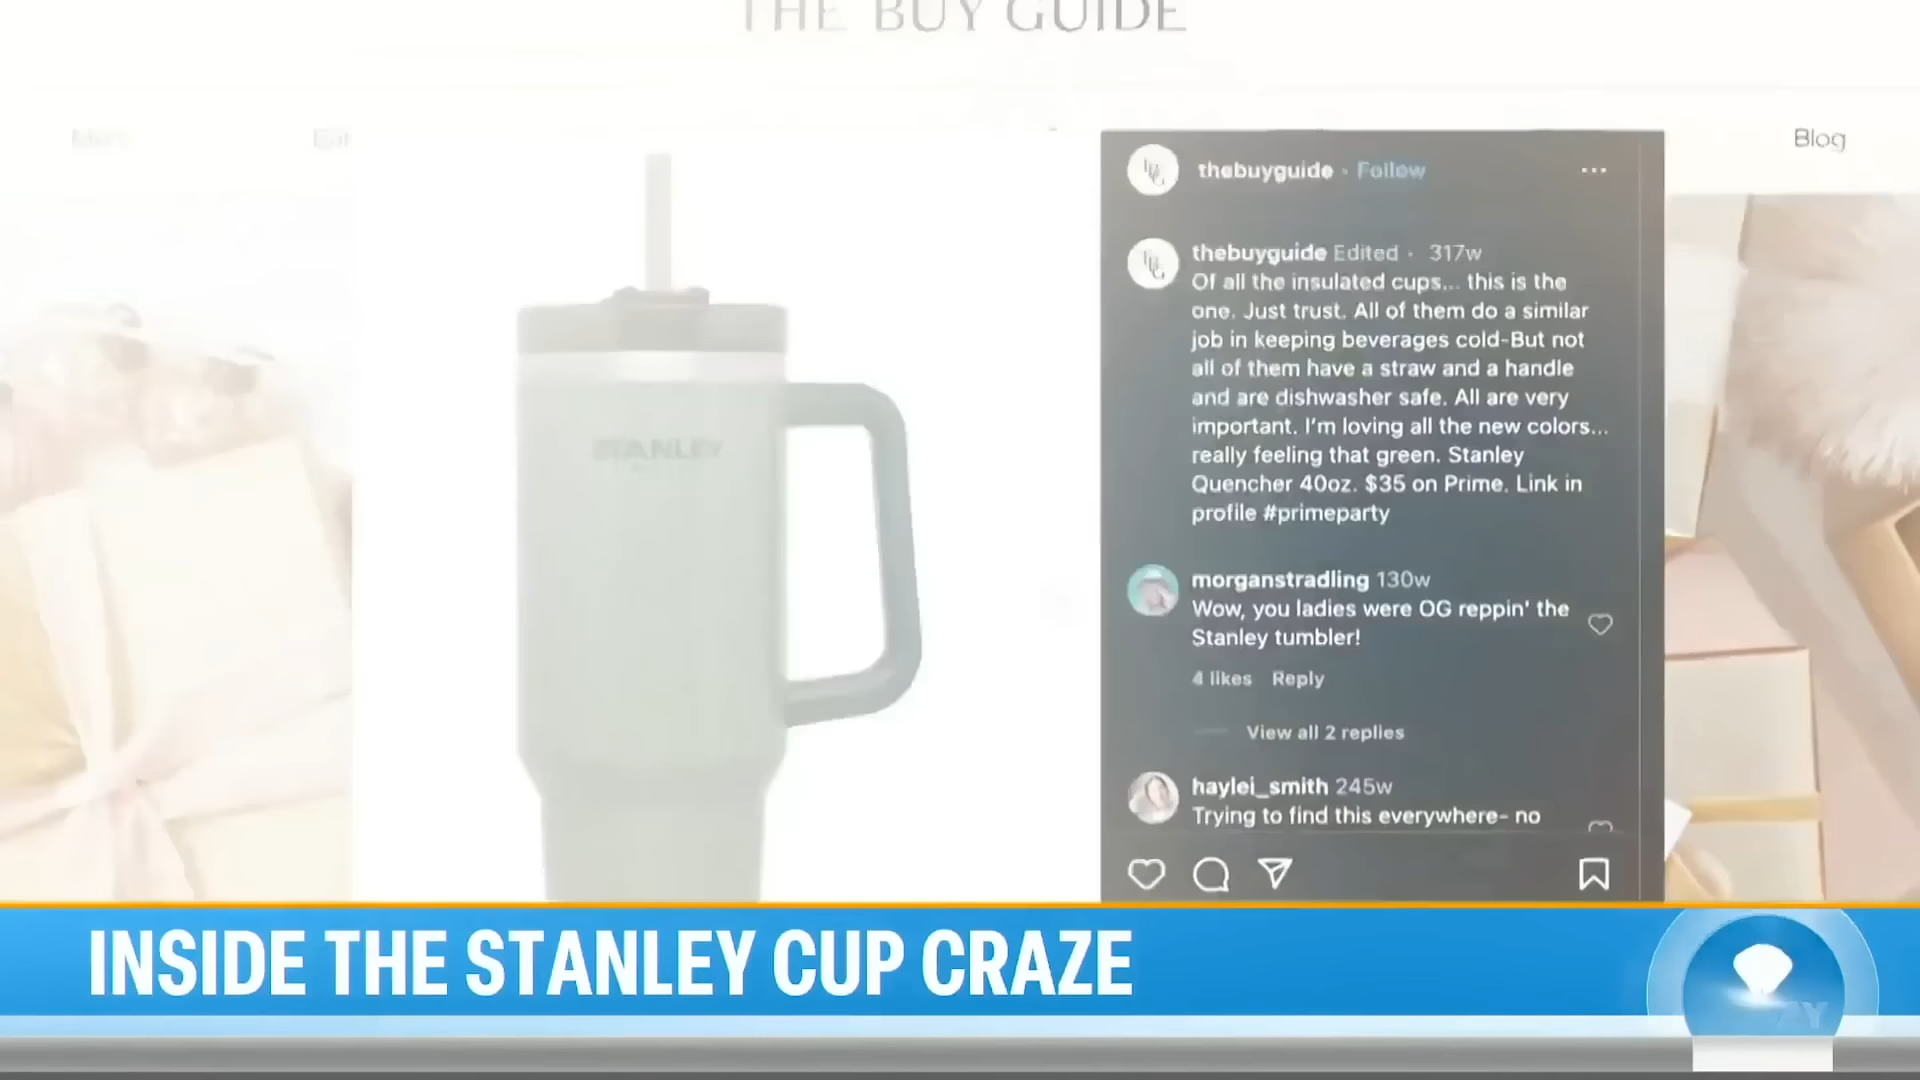 THE BUY GUIDE
Blog
STANLEY
thebuyguide · Follow
thebuyguide Edited · 317w
Of all the insulated cups... this is the
one. Just trust. All of them do a similar
job in keeping beverages cold-But not
all of them have a straw and a handle
and are dishwasher safe. All are very
important. I'm loving all the new colors...
really feeling that green. Stanley
Quencher 40oz. $35 on Prime. Link in
profile #primeparty
morganstradling 130w
Wow, you ladies were OG reppin' the
Stanley tumbler!
4 likes Reply
View all 2 replies
haylei_smith 245w
Trying to find this everywhere- no
INSIDE THE STANLEY CUP CRAZE